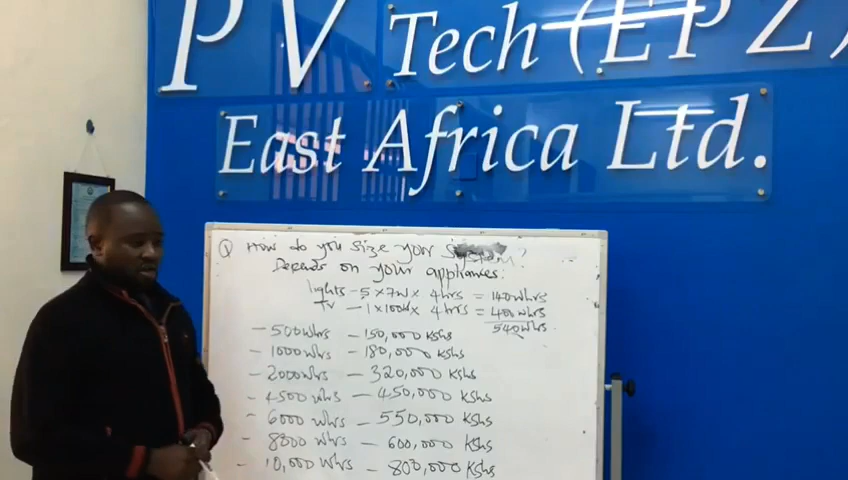 PV Tech (EPZ)
East Africa Ltd.
Q How do you size your system?
Depends on your appliances:
lights - 5 x 7W x 4hrs = 140whrs
TV - 1 x 100W x 4hrs = 400whrs
540whrs
- 500whrs - 150,000 Kshs
- 1000 whrs - 180,000 Kshs
- 2000whrs - 320,000 Kshs
- 4500 whrs - 450,000 Kshs
- 6000 whrs - 550,000 Kshs
- 8000 whrs - 600,000 Kshs
- 10,000 whrs - 800,000 Kshs